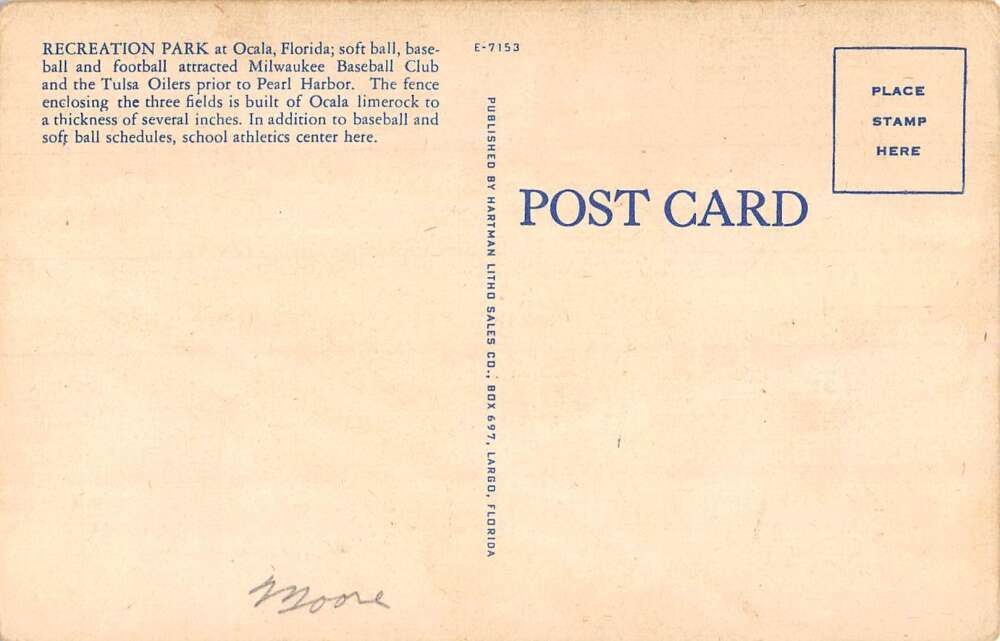 RECREATION PARK at Ocala, Florida; soft ball, base-
ball and football attracted Milwaukee Baseball Club
and the Tulsa Oilers prior to Pearl Harbor. The fence
enclosing the three fields is built of Ocala limerock to
a thickness of several inches. In addition to baseball and
soft ball schedules, school athletics center here.
E-7153
PUBLISHED BY HARTMAN LITHO SALES CO., BOX 697, LARGO, FLORIDA
POST CARD
PLACE
STAMP
HERE
Moore